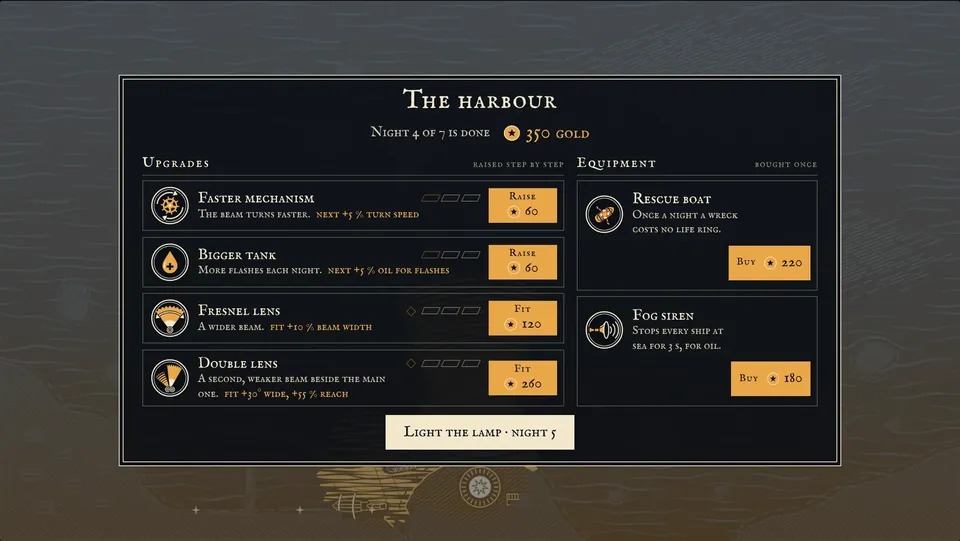 The harbour
Night 4 of 7 is done 350 gold
Upgrades raised step by step
Faster mechanism
The beam turns faster. next +5 % turn speed
Raise
60
Bigger tank
More flashes each night. next +5 % oil for flashes
Raise
60
Fresnel lens
A wider beam. fit +10 % beam width
Fit
120
Double lens
A second, weaker beam beside the main
one. fit +30° wide, +55 % reach
Fit
260
Equipment bought once
Rescue boat
Once a night a wreck
costs no life ring.
Buy 220
Fog siren
Stops every ship at
sea for 3 s, for oil.
Buy 180
Light the lamp · night 5